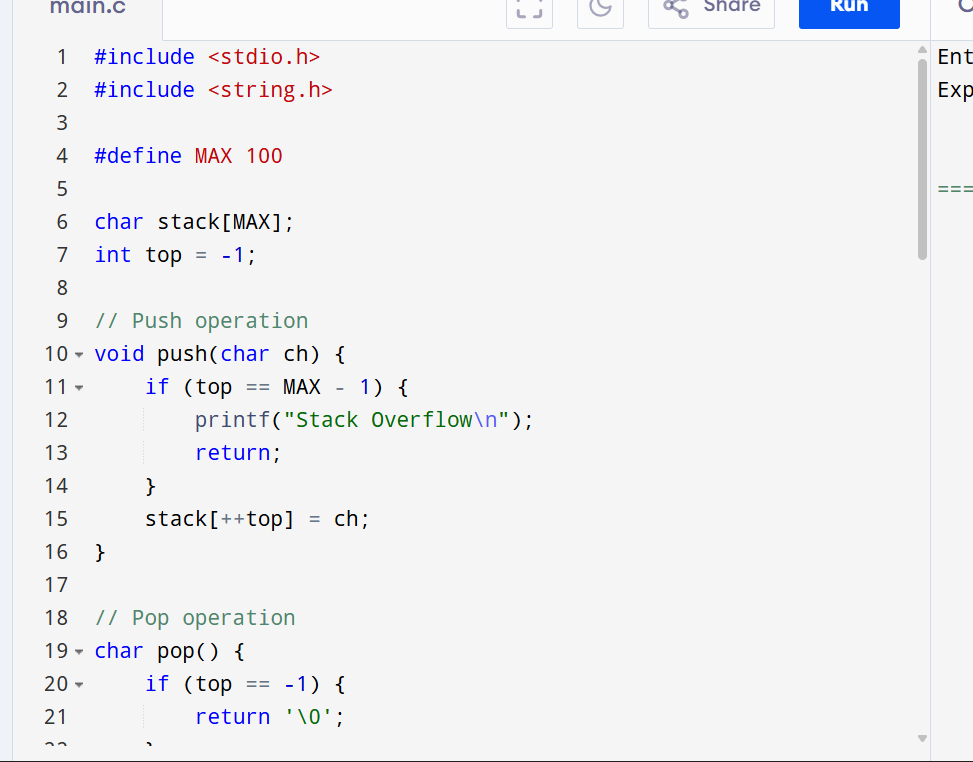 main.c
Share
Run
1 #include <stdio.h>
2 #include <string.h>
3
4 #define MAX 100
5
6 char stack[MAX];
7 int top = -1;
8
9 // Push operation
10 void push(char ch) {
11 if (top == MAX - 1) {
12 printf("Stack Overflow\n");
13 return;
14 }
15 stack[++top] = ch;
16 }
17
18 // Pop operation
19 char pop() {
20 if (top == -1) {
21 return '\0';
Ent
Exp
===